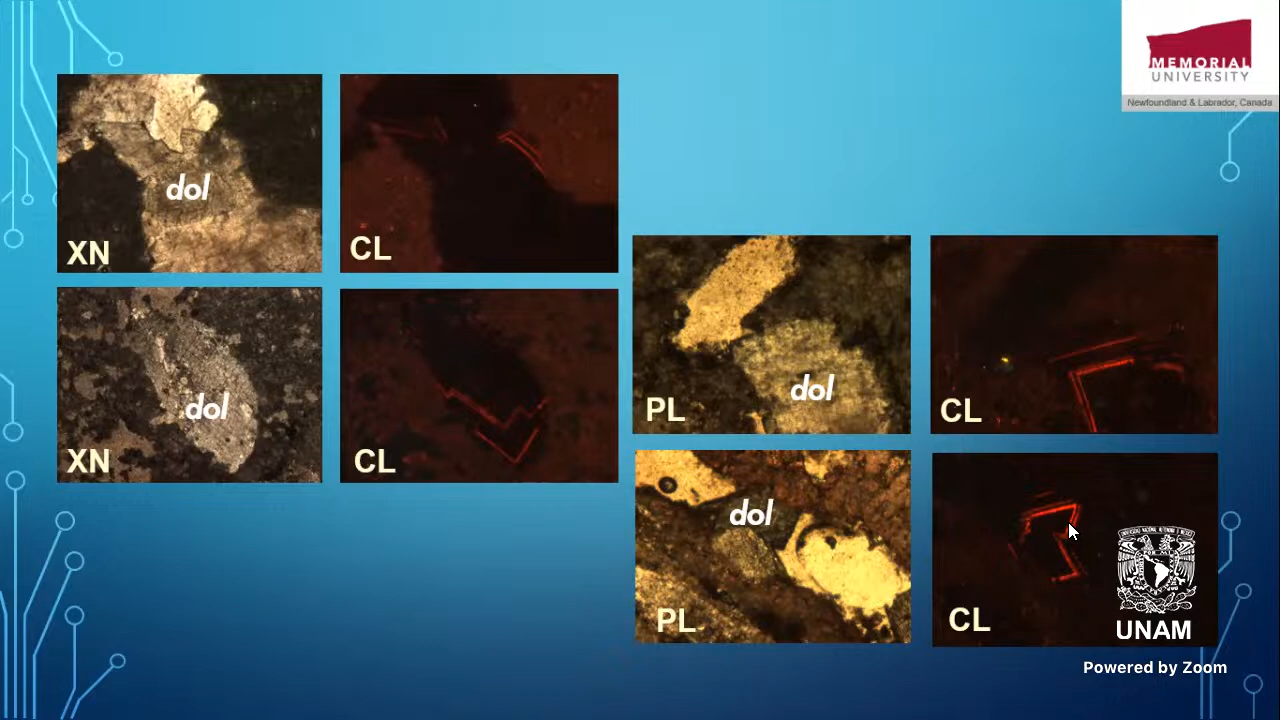 MEMORIAL
UNIVERSITY
Newfoundland & Labrador, Canada
dol
XN
CL
dol
XN
CL
dol
PL
CL
dol
PL
CL
UNAM
Powered by Zoom